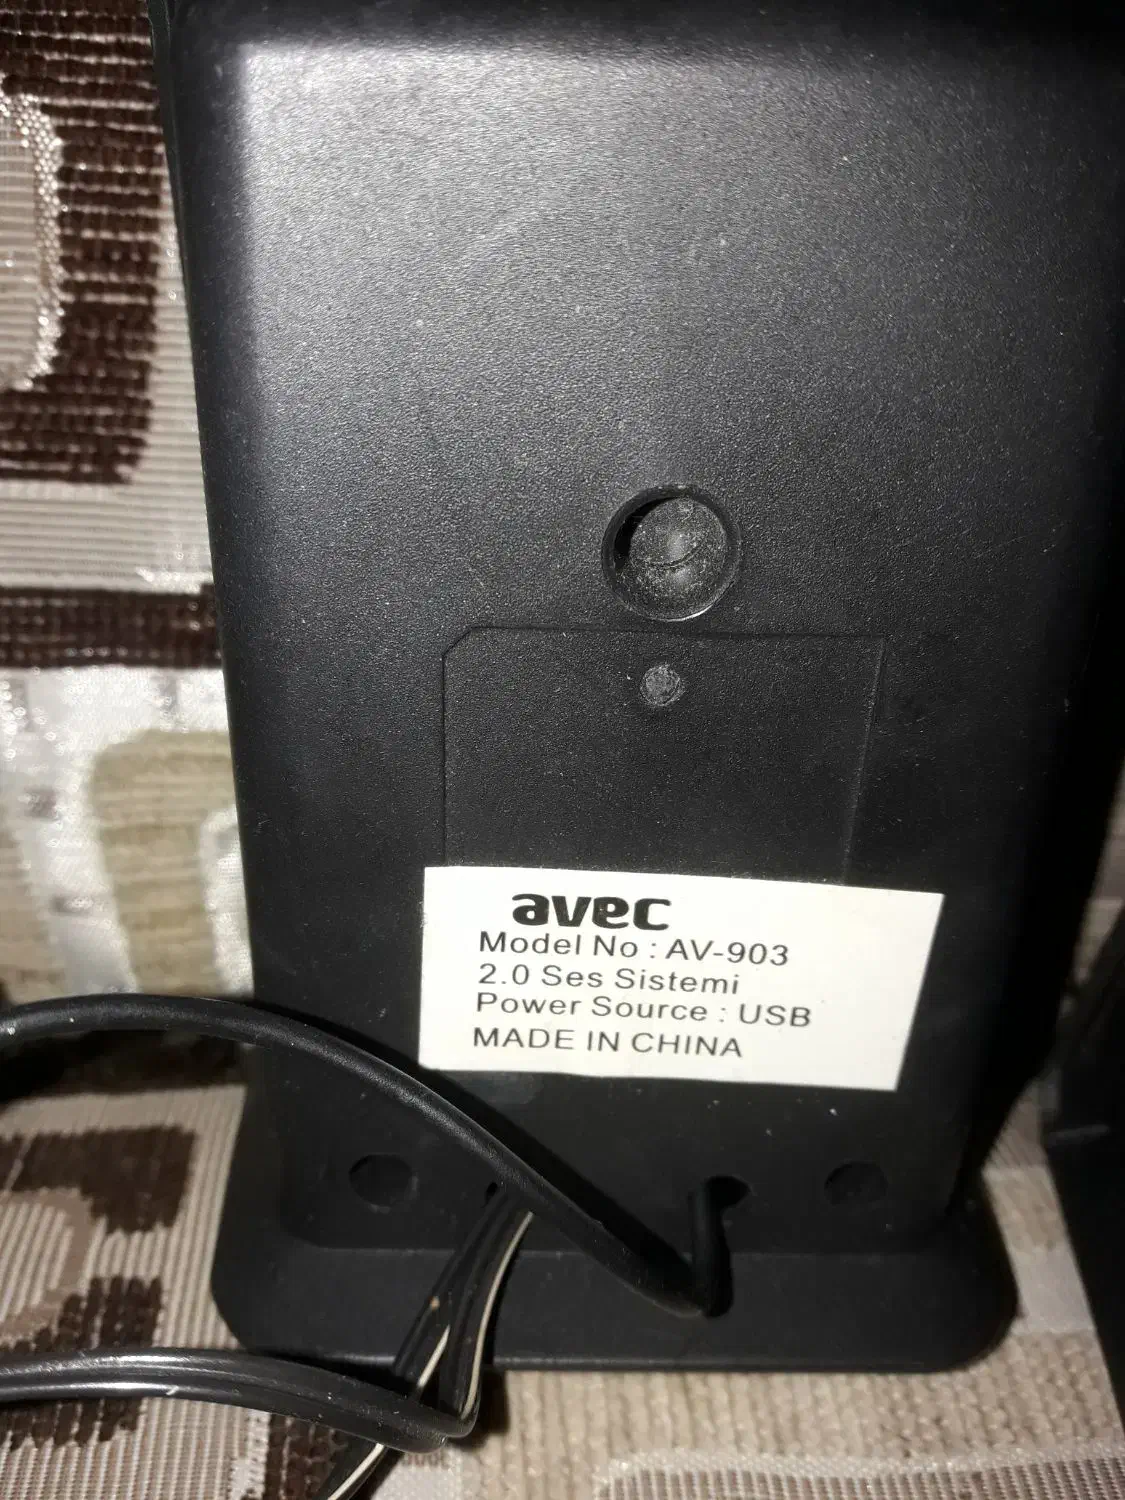 avec
Model No : AV-903
2.0 Ses Sistemi
Power Source : USB
MADE IN CHINA